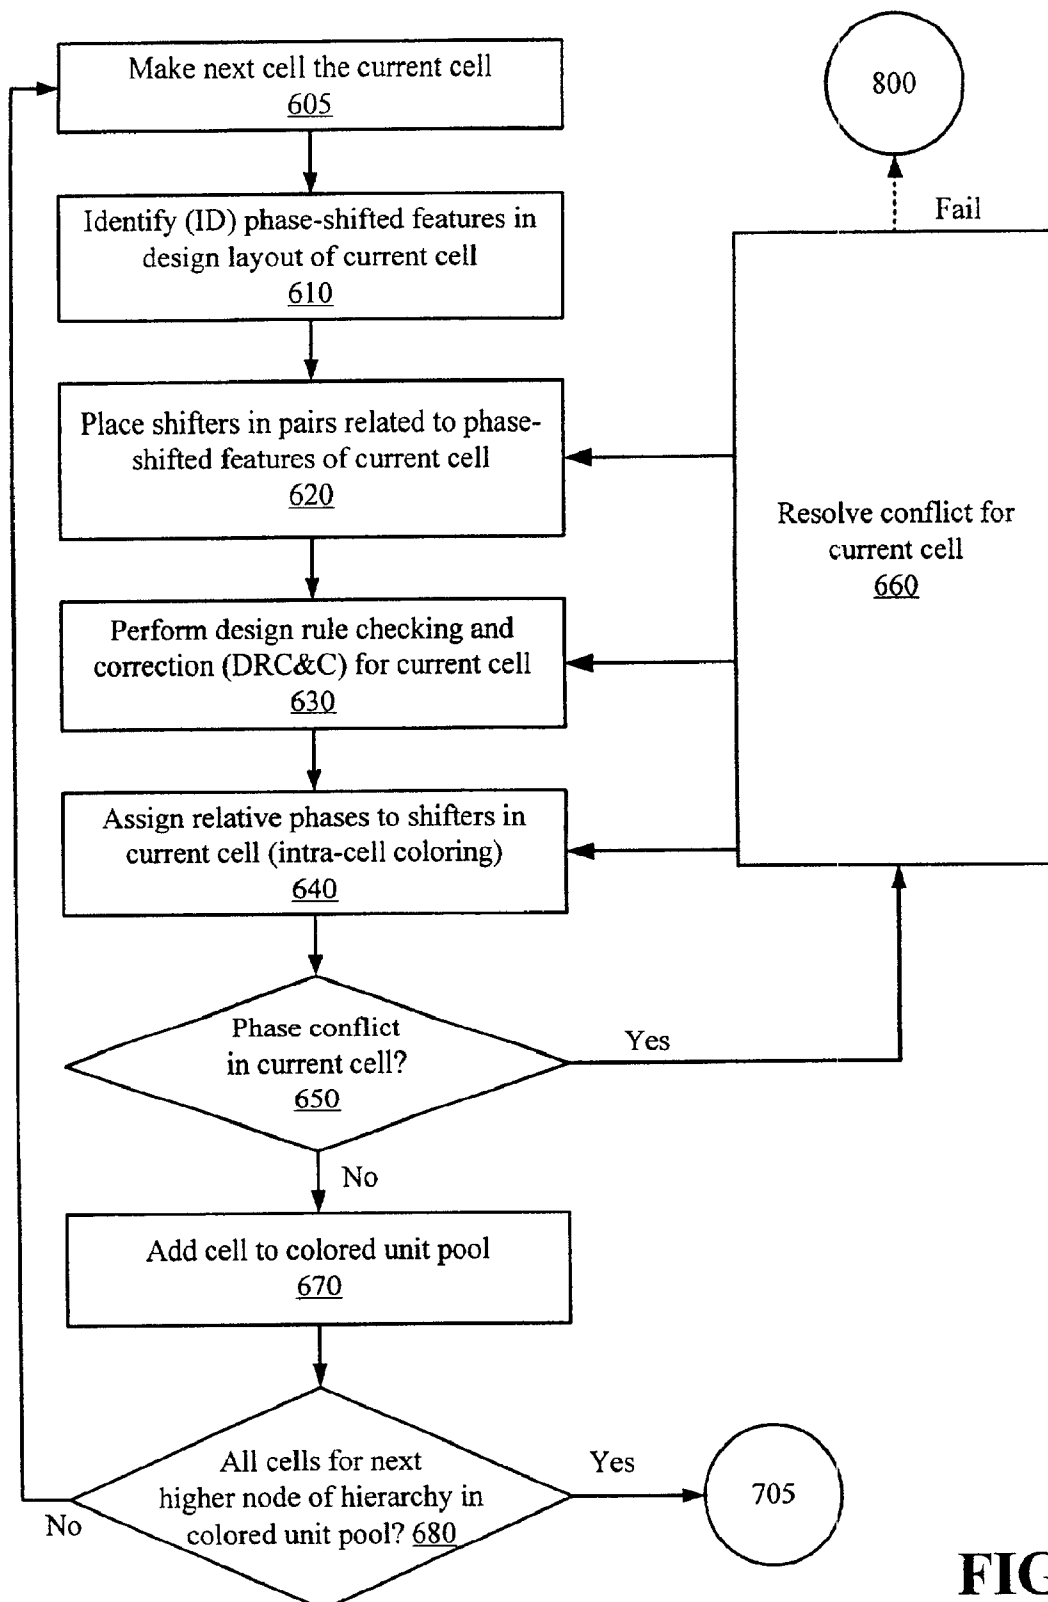 Make next cell the current cell
605
800
Identify (ID) phase-shifted features in
design layout of current cell
610
Fail
Place shifters in pairs related to phase-
shifted features of current cell
620
Resolve conflict for
current cell
660
Perform design rule checking and
correction (DRC&C) for current cell
630
Assign relative phases to shifters in
current cell (intra-cell coloring)
640
Phase conflict
in current cell?
650
Yes
No
Add cell to colored unit pool
670
All cells for next
higher node of hierarchy in
colored unit pool? 680
Yes
705
No
FIG